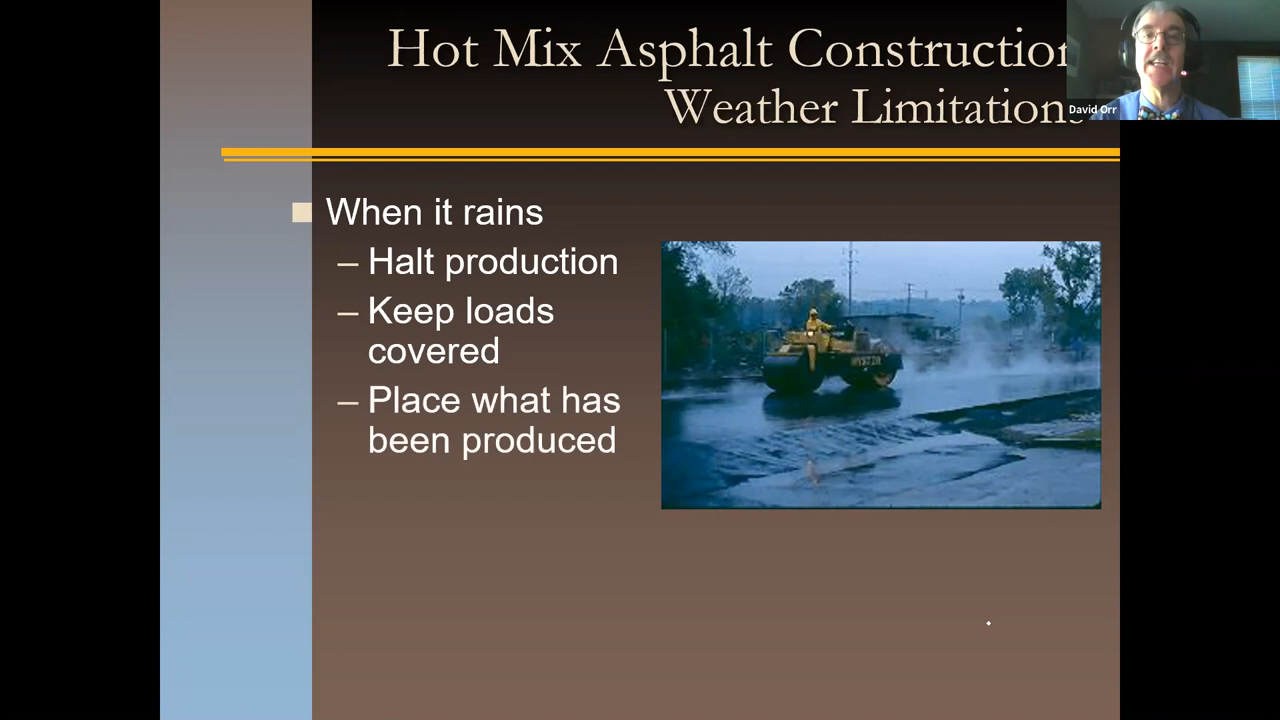 Hot Mix Asphalt Construction
Weather Limitations
David Orr
When it rains
– Halt production
– Keep loads
covered
– Place what has
been produced
HYSTER